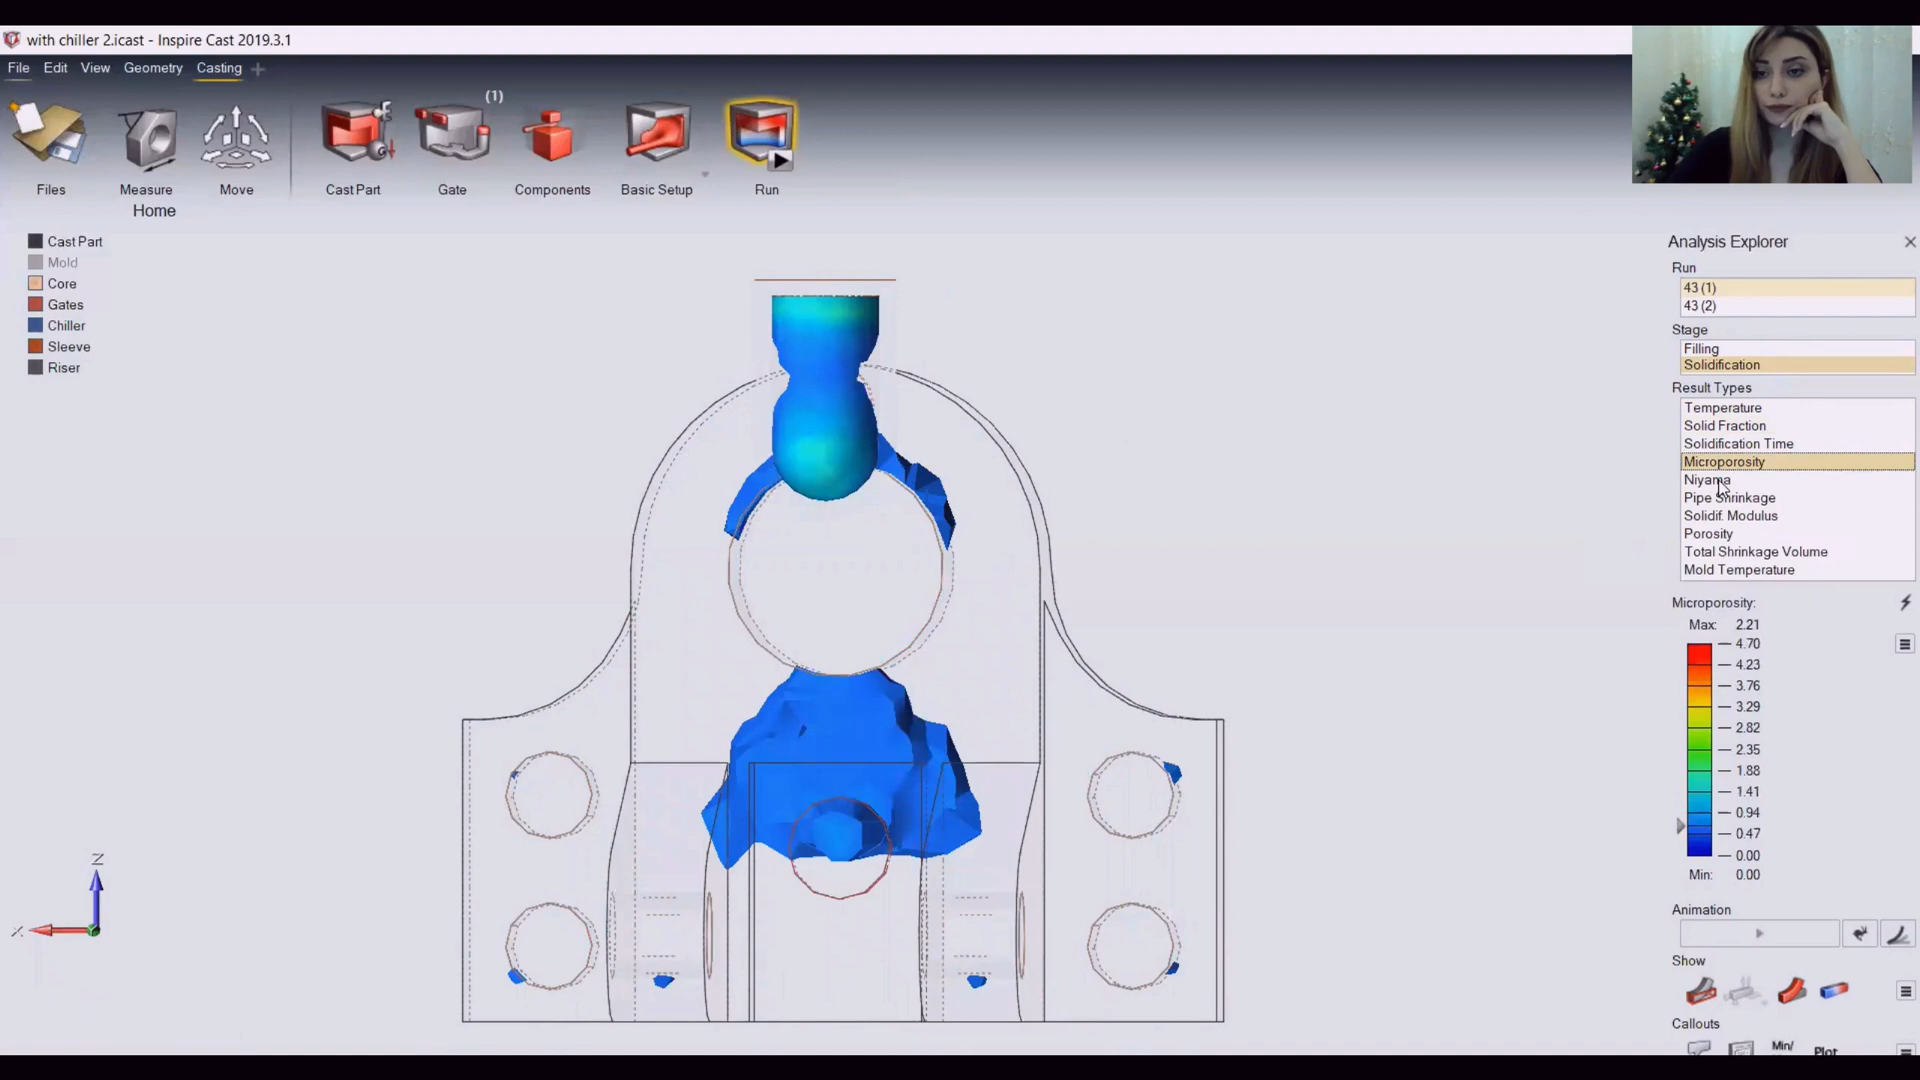 with chiller 2.icast - Inspire Cast 2019.3.1
File Edit View Geometry Casting +
(1)
Files Measure Move Cast Part Gate Components Basic Setup Run
Home
Cast Part
Mold
Core
Gates
Chiller
Sleeve
Riser
Analysis Explorer
Run
43 (1)
43 (2)
Stage
Filling
Solidification
Result Types
Temperature
Solid Fraction
Solidification Time
Microporosity
Niyama
Pipe Shrinkage
Solidif. Modulus
Porosity
Total Shrinkage Volume
Mold Temperature
Microporosity:
Max: 2.21
4.70
4.23
3.76
3.29
2.82
2.35
1.88
1.41
0.94
0.47
0.00
Min: 0.00
Animation
Show
Callouts
Min/
Plot
Z
X